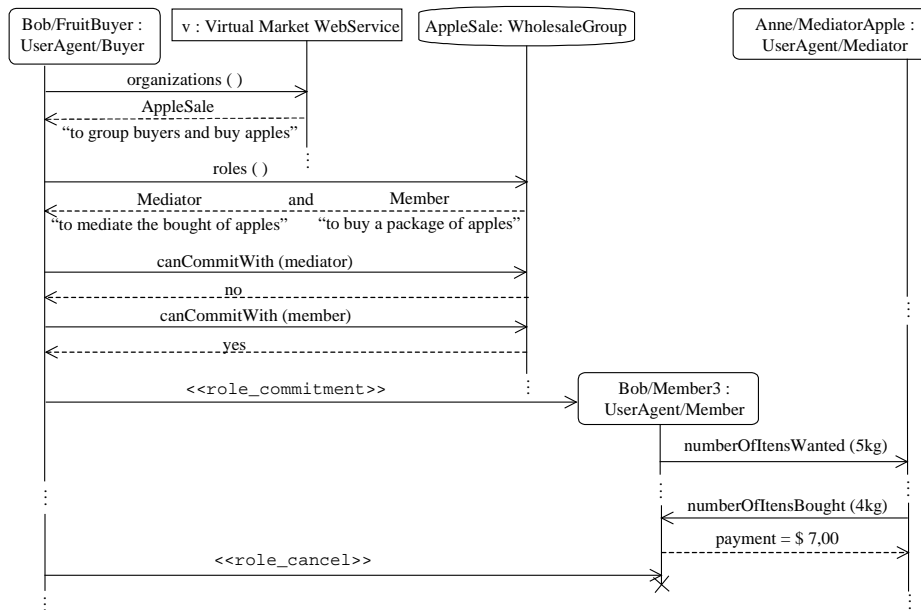 Bob/FruitBuyer :
UserAgent/Buyer
v : Virtual Market WebService
AppleSale: WholesaleGroup
Anne/MediatorApple :
UserAgent/Mediator
organizations ( )
AppleSale
“to group buyers and buy apples”
roles ( )
Mediator and Member
“to mediate the bought of apples” “to buy a package of apples”
canCommitWith (mediator)
no
canCommitWith (member)
yes
<<role_commitment>>
Bob/Member3 :
UserAgent/Member
numberOfItensWanted (5kg)
numberOfItensBought (4kg)
payment = $ 7,00
<<role_cancel>>